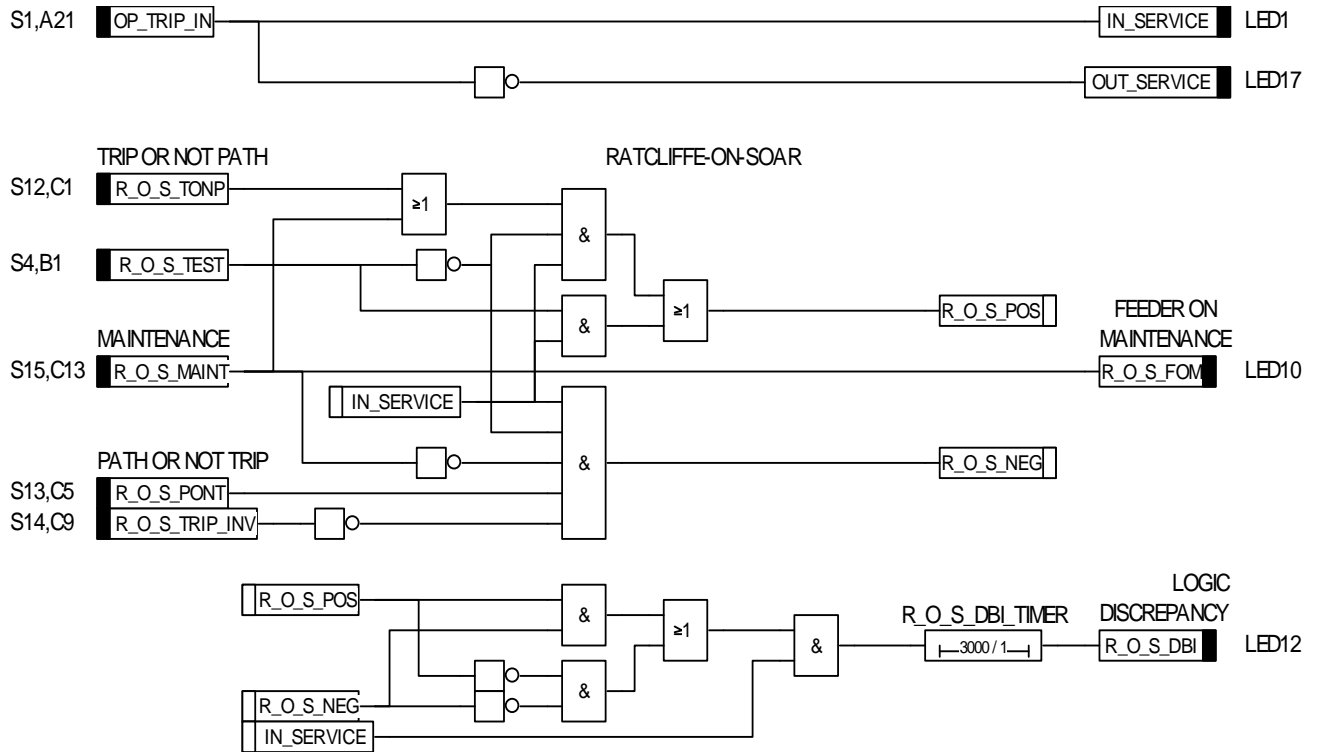 S1,A21 OP_TRIP_IN IN_SERVICE LED1
OUT_SERVICE LED17
TRIP OR NOT PATH RATCLIFFE-ON-SOAR
S12,C1 R_O_S_TONP ≥1
&
S4,B1 R_O_S_TEST
≥1 R_O_S_POS FEEDER ON
&
MAINTENANCE MAINTENANCE
S15,C13 R_O_S_MAINT R_O_S_FOM LED10
IN_SERVICE
PATH OR NOT TRIP & R_O_S_NEG
S13,C5 R_O_S_PONT
S14,C9 R_O_S_TRIP_INV
LOGIC
R_O_S_POS & R_O_S_DBI_TIMER DISCREPANCY
≥1
& 3000 / 1 R_O_S_DBI LED12
&
R_O_S_NEG
IN_SERVICE